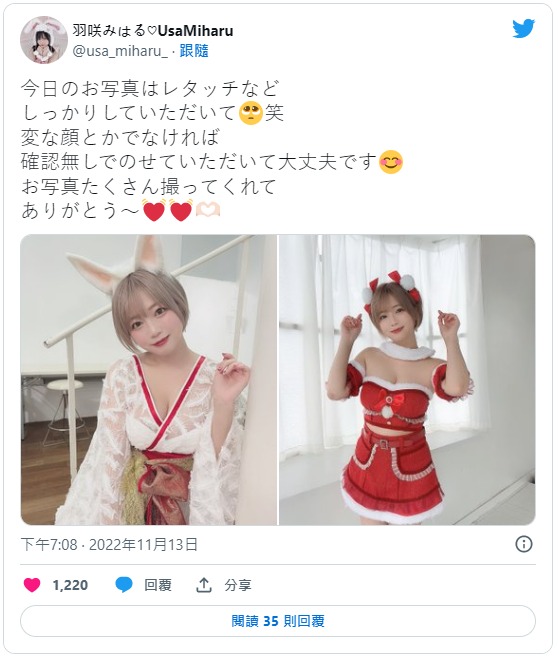 羽咲みはる♡UsaMiharu
@usa_miharu_ · 跟隨
今日のお写真はレタッチなど
しっかりしていただいて🥺笑
変な顔とかでなければ
確認無しでのせていただいて大丈夫です😊
お写真たくさん撮ってくれて
ありがとう〜💓💓🫶🏻
下午7:08 · 2022年11月13日
1,220 回覆 分享
閱讀 35 則回覆